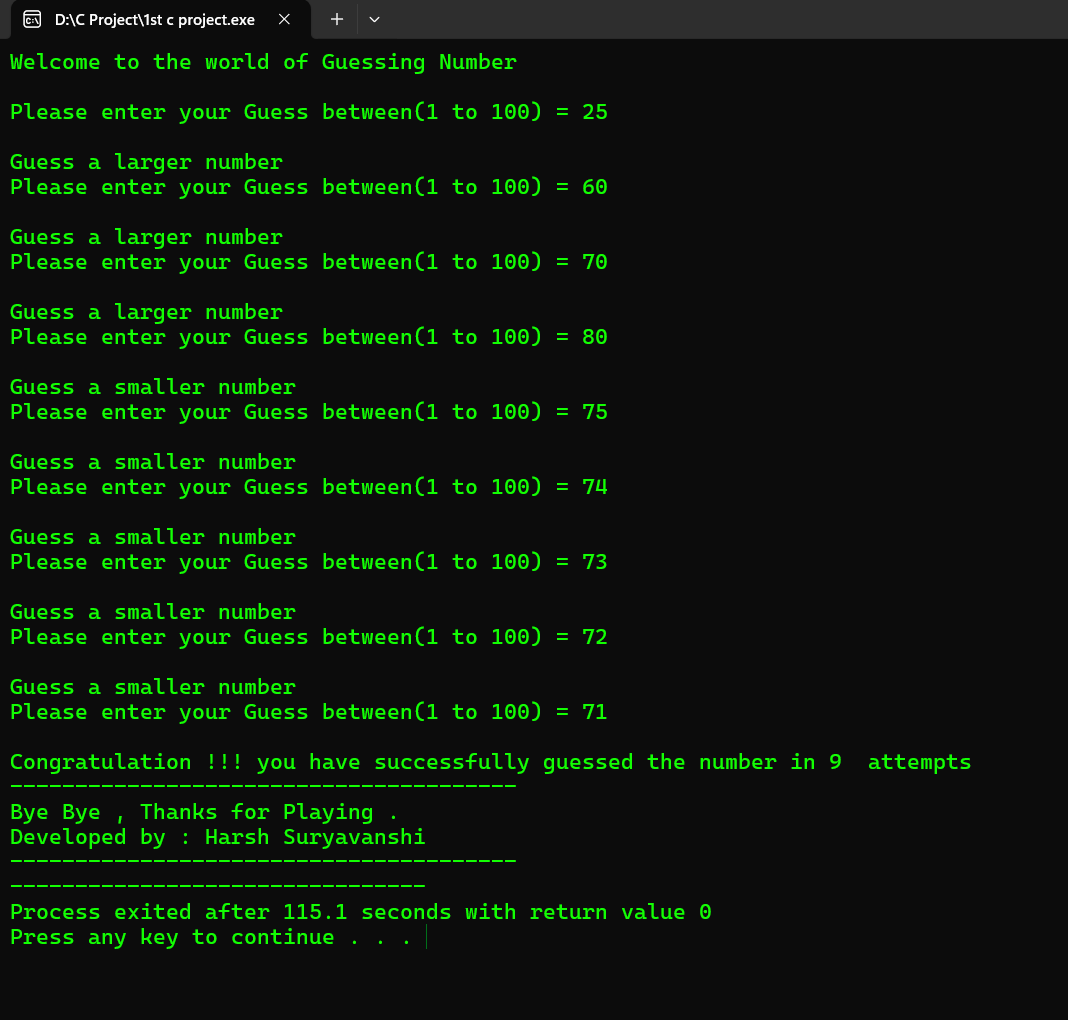 D:\C Project\1st c project.exe
Welcome to the world of Guessing Number
Please enter your Guess between(1 to 100) = 25
Guess a larger number
Please enter your Guess between(1 to 100) = 60
Guess a larger number
Please enter your Guess between(1 to 100) = 70
Guess a larger number
Please enter your Guess between(1 to 100) = 80
Guess a smaller number
Please enter your Guess between(1 to 100) = 75
Guess a smaller number
Please enter your Guess between(1 to 100) = 74
Guess a smaller number
Please enter your Guess between(1 to 100) = 73
Guess a smaller number
Please enter your Guess between(1 to 100) = 72
Guess a smaller number
Please enter your Guess between(1 to 100) = 71
Congratulation !!! you have successfully guessed the number in 9  attempts
---------------------------------------
Bye Bye , Thanks for Playing .
Developed by : Harsh Suryavanshi
---------------------------------------
--------------------------------
Process exited after 115.1 seconds with return value 0
Press any key to continue . . .